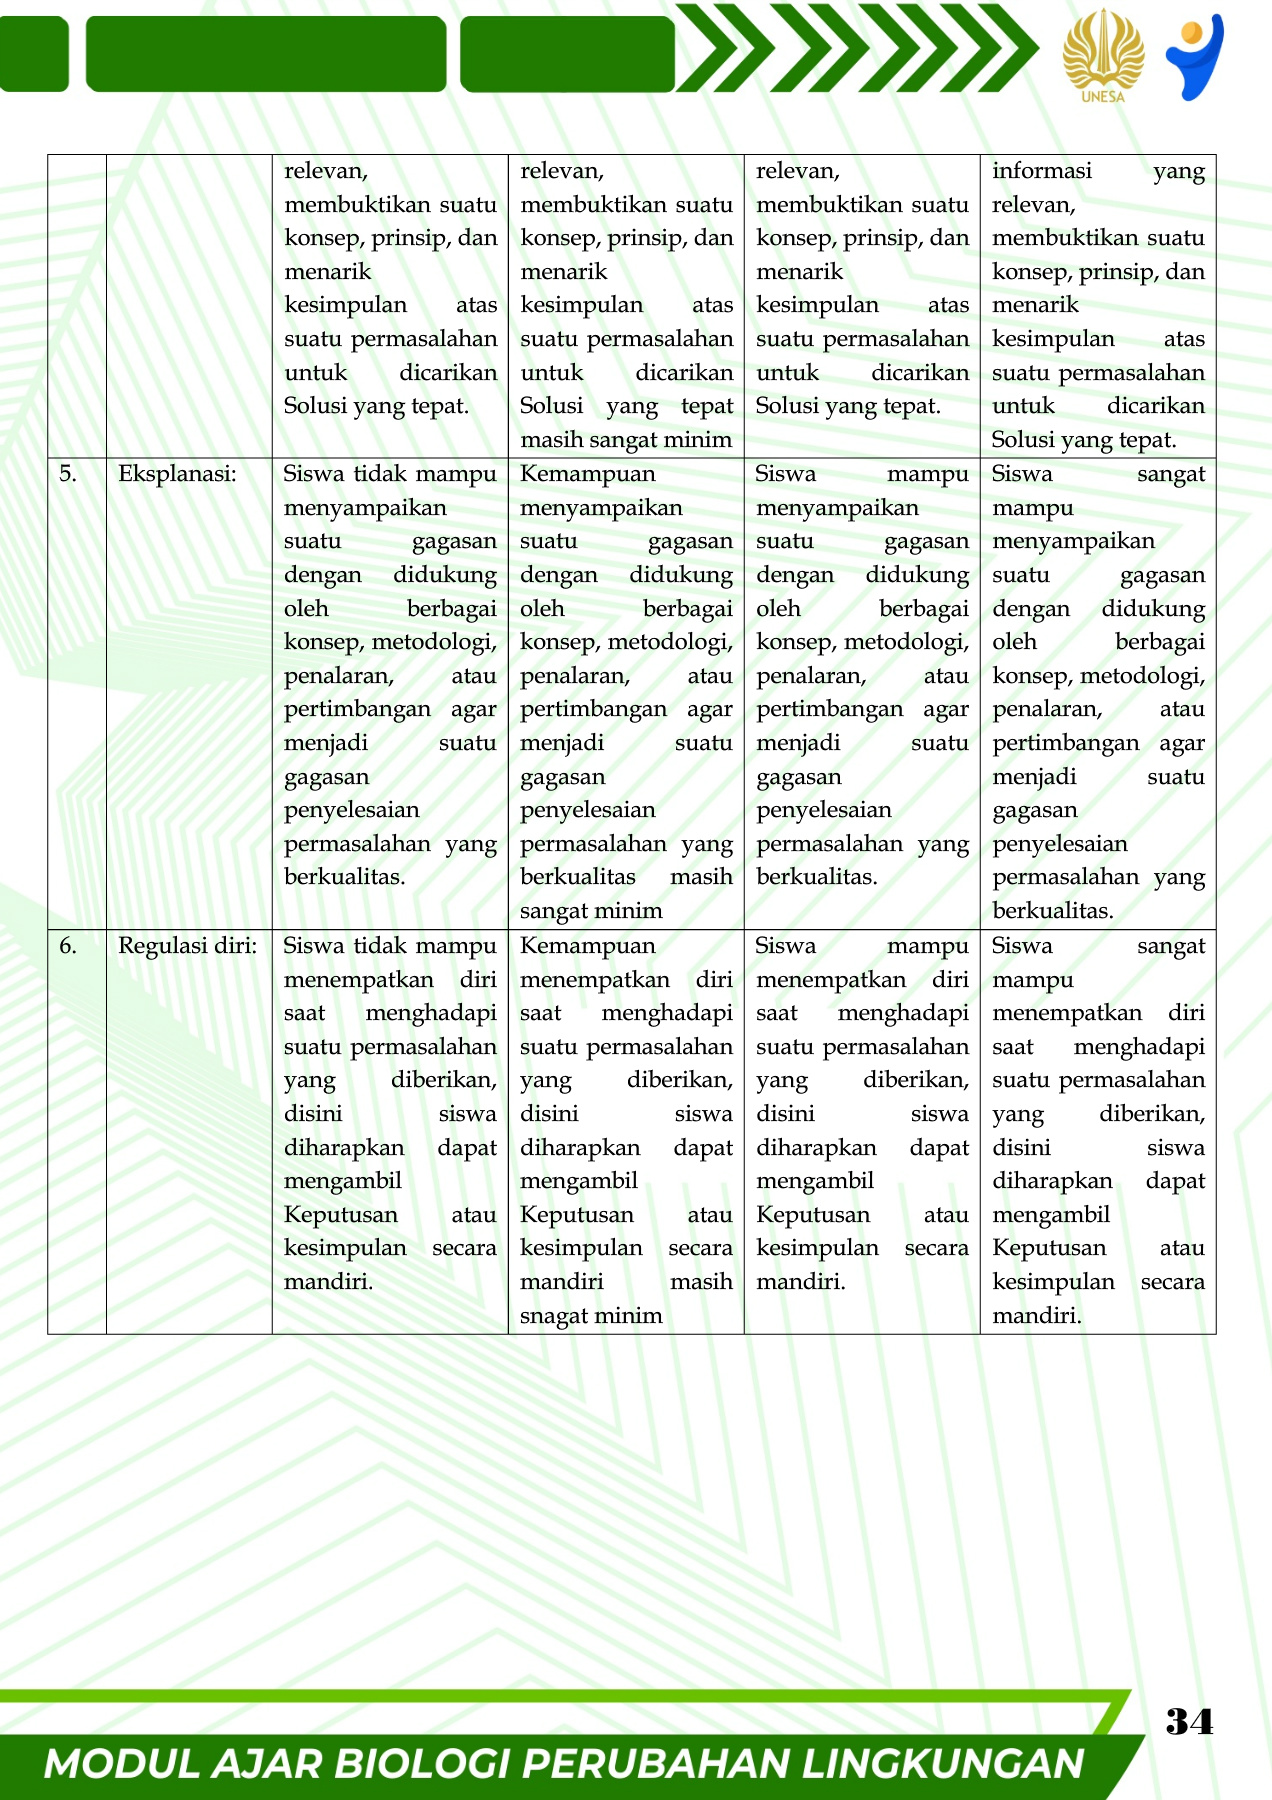 UNESA
relevan,
membuktikan suatu
konsep, prinsip, dan
menarik
kesimpulan atas
suatu permasalahan
untuk dicarikan
Solusi yang tepat.
relevan,
membuktikan suatu
konsep, prinsip, dan
menarik
kesimpulan atas
suatu permasalahan
untuk dicarikan
Solusi yang tepat
masih sangat minim
relevan,
membuktikan suatu
konsep, prinsip, dan
menarik
kesimpulan atas
suatu permasalahan
untuk dicarikan
Solusi yang tepat.
informasi yang
relevan,
membuktikan suatu
konsep, prinsip, dan
menarik
kesimpulan atas
suatu permasalahan
untuk dicarikan
Solusi yang tepat.
5.
Eksplanasi:
Siswa tidak mampu
menyampaikan
suatu gagasan
dengan didukung
oleh berbagai
konsep, metodologi,
penalaran, atau
pertimbangan agar
menjadi suatu
gagasan
penyelesaian
permasalahan yang
berkualitas.
Kemampuan
menyampaikan
suatu gagasan
dengan didukung
oleh berbagai
konsep, metodologi,
penalaran, atau
pertimbangan agar
menjadi suatu
gagasan
penyelesaian
permasalahan yang
berkualitas masih
sangat minim
Siswa mampu
menyampaikan
suatu gagasan
dengan didukung
oleh berbagai
konsep, metodologi,
penalaran, atau
pertimbangan agar
menjadi suatu
gagasan
penyelesaian
permasalahan yang
berkualitas.
Siswa sangat
mampu
menyampaikan
suatu gagasan
dengan didukung
oleh berbagai
konsep, metodologi,
penalaran, atau
pertimbangan agar
menjadi suatu
gagasan
penyelesaian
permasalahan yang
berkualitas.
6.
Regulasi diri:
Siswa tidak mampu
menempatkan diri
saat menghadapi
suatu permasalahan
yang diberikan,
disini siswa
diharapkan dapat
mengambil
Keputusan atau
kesimpulan secara
mandiri.
Kemampuan
menempatkan diri
saat menghadapi
suatu permasalahan
yang diberikan,
disini siswa
diharapkan dapat
mengambil
Keputusan atau
kesimpulan secara
mandiri masih
snagat minim
Siswa mampu
menempatkan diri
saat menghadapi
suatu permasalahan
yang diberikan,
disini siswa
diharapkan dapat
mengambil
Keputusan atau
kesimpulan secara
mandiri.
Siswa sangat
mampu
menempatkan diri
saat menghadapi
suatu permasalahan
yang diberikan,
disini siswa
diharapkan dapat
mengambil
Keputusan atau
kesimpulan secara
mandiri.
34
MODUL AJAR BIOLOGI PERUBAHAN LINGKUNGAN